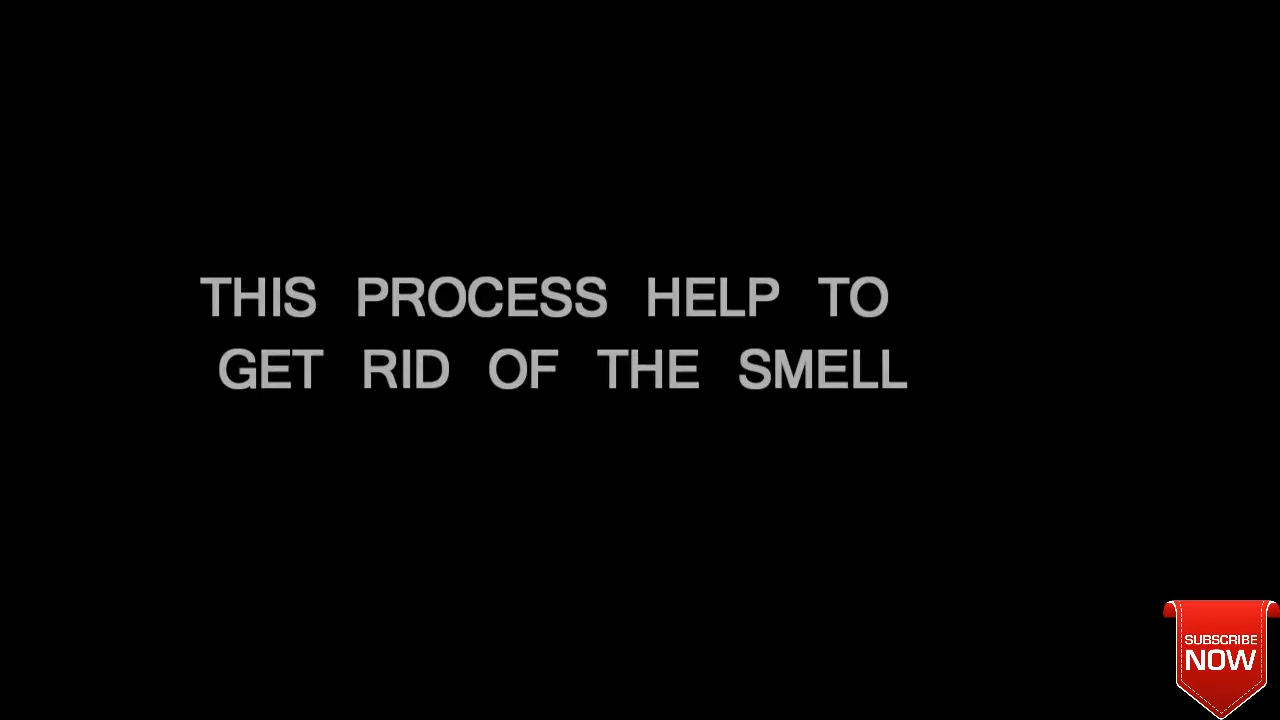 THIS PROCESS HELP TO
GET RID OF THE SMELL
SUBSCRIBE
NOW